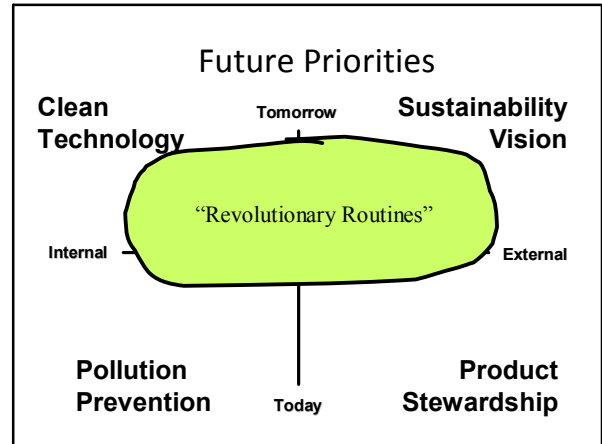 Future Priorities
Clean
Technology
Tomorrow
Sustainability
Vision
“Revolutionary Routines”
Internal
External
Pollution
Prevention
Today
Product
Stewardship